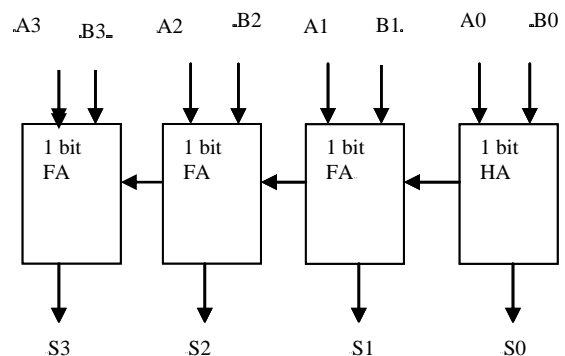 A3 B3 A2 B2 A1 B1 A0 B0
1 bit FA
1 bit FA
1 bit FA
1 bit HA
S3 S2 S1 S0